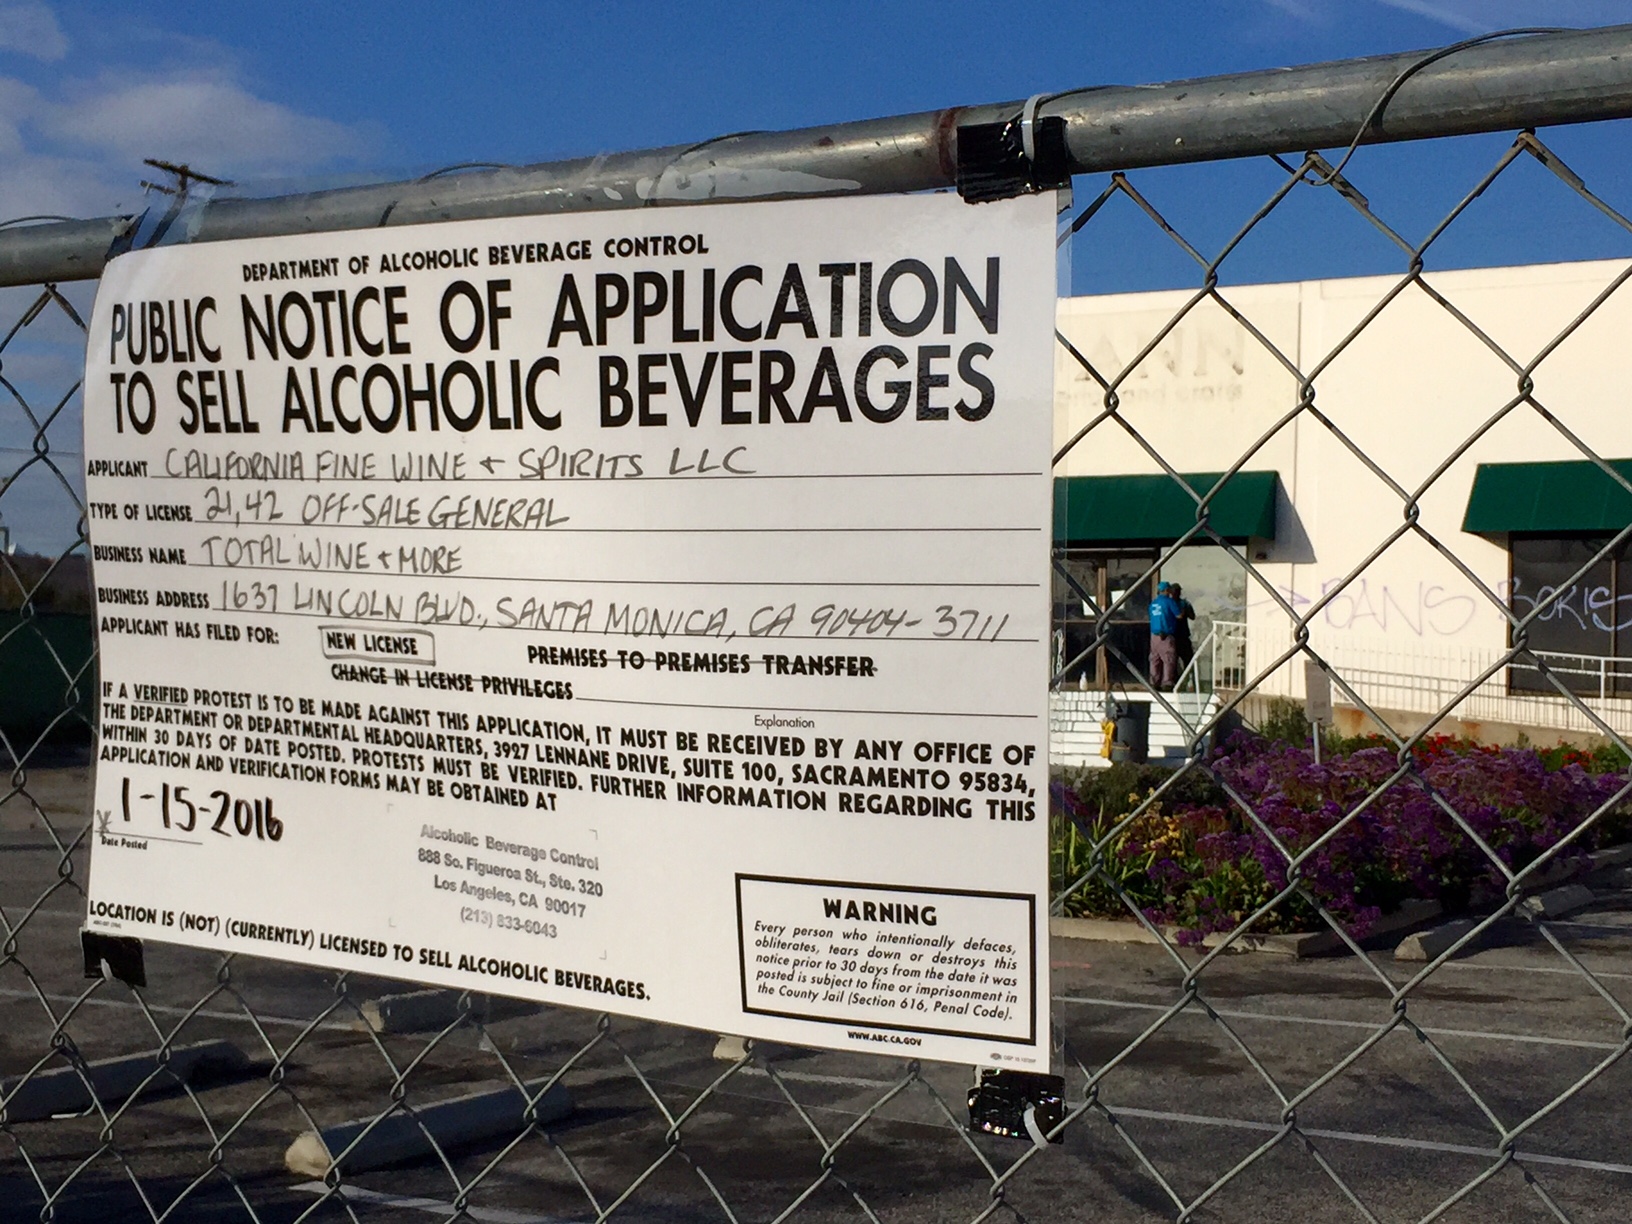 DEPARTMENT OF ALCOHOLIC BEVERAGE CONTROL
PUBLIC NOTICE OF APPLICATION
TO SELL ALCOHOLIC BEVERAGES
APPLICANT CALIFORNIA FINE WINE + SPIRITS LLC
TYPE OF LICENSE 21,42 OFF-SALE GENERAL
BUSINESS NAME TOTAL WINE + MORE
BUSINESS ADDRESS 1637 LINCOLN BLVD., SANTA MONICA, CA 90404-3711
APPLICANT HAS FILED FOR: NEW LICENSE PREMISES TO PREMISES TRANSFER
CHANGE IN LICENSE PRIVILEGES
Explanation
IF A VERIFIED PROTEST IS TO BE MADE AGAINST THIS APPLICATION, IT MUST BE RECEIVED BY ANY OFFICE OF
THE DEPARTMENT OR DEPARTMENTAL HEADQUARTERS, 3927 LENNANE DRIVE, SUITE 100, SACRAMENTO 95834,
WITHIN 30 DAYS OF DATE POSTED. PROTESTS MUST BE VERIFIED. FURTHER INFORMATION REGARDING THIS
APPLICATION AND VERIFICATION FORMS MAY BE OBTAINED AT
X 1-15-2016
Date Posted
Alcoholic Beverage Control
888 So. Figueroa St., Ste. 320
Los Angeles, CA 90017
(213) 833-6043
LOCATION IS (NOT) (CURRENTLY) LICENSED TO SELL ALCOHOLIC BEVERAGES.
WARNING
Every person who intentionally defaces,
obliterates, tears down or destroys this
notice prior to 30 days from the date it was
posted is subject to fine or imprisonment in
the County Jail (Section 616, Penal Code).
WWW.ABC.CA.GOV
BANS BORIS